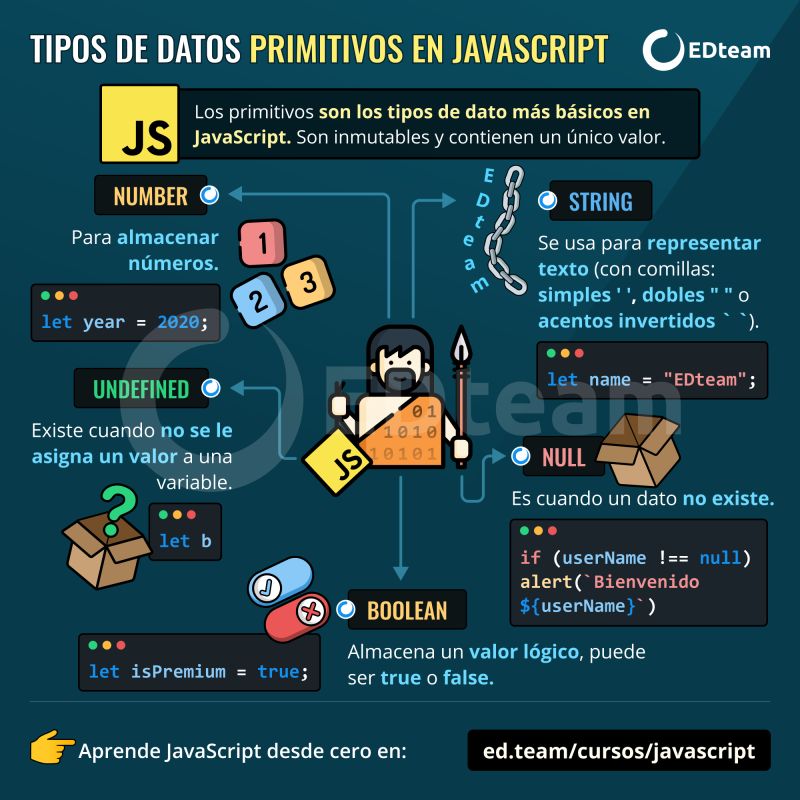 TIPOS DE DATOS PRIMITIVOS EN JAVASCRIPT
EDteam
JS
Los primitivos son los tipos de dato más básicos en
JavaScript. Son inmutables y contienen un único valor.
NUMBER
Para almacenar
números.
1
2
3
let year = 2020;
EDteam
STRING
Se usa para representar
texto (con comillas:
simples ' ', dobles " " o
acentos invertidos ` `).
let name = "EDteam";
UNDEFINED
Existe cuando no se le
asigna un valor a una
variable.
?
let b
EDteam
01
1010
10101
JS
NULL
Es cuando un dato no existe.
if (userName !== null)
alert(`Bienvenido
${userName}`)
BOOLEAN
Almacena un valor lógico, puede
ser true o false.
let isPremium = true;
Aprende JavaScript desde cero en:
ed.team/cursos/javascript